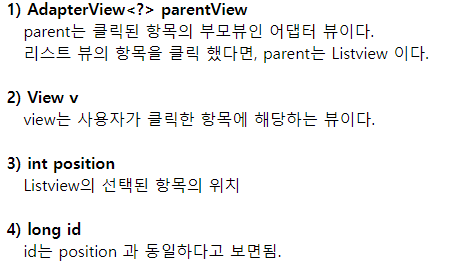 1) AdapterView<?> parentView
parent는 클릭된 항목의 부모뷰인 어댑터 뷰이다.
리스트 뷰의 항목을 클릭 했다면, parent는 Listview 이다.
2) View v
view는 사용자가 클릭한 항목에 해당하는 뷰이다.
3) int position
Listview의 선택된 항목의 위치
4) long id
id는 position 과 동일하다고 보면됨.